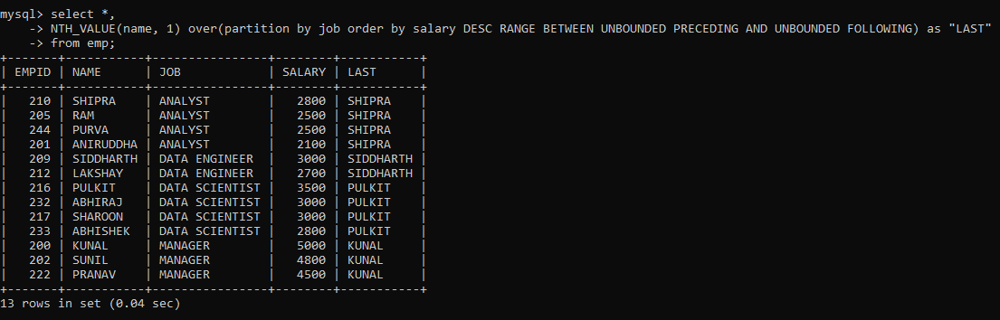 mysql> select *,
    -> NTH_VALUE(name, 1) over(partition by job order by salary DESC RANGE BETWEEN UNBOUNDED PRECEDING AND UNBOUNDED FOLLOWING) as "LAST"
    -> from emp;
+-------+-----------+----------------+--------+-----------+
| EMPID | NAME      | JOB            | SALARY | LAST      |
+-------+-----------+----------------+--------+-----------+
|   210 | SHIPRA    | ANALYST        |   2800 | SHIPRA    |
|   205 | RAM       | ANALYST        |   2500 | SHIPRA    |
|   244 | PURVA     | ANALYST        |   2500 | SHIPRA    |
|   201 | ANIRUDDHA | ANALYST        |   2100 | SHIPRA    |
|   209 | SIDDHARTH | DATA ENGINEER  |   3000 | SIDDHARTH |
|   212 | LAKSHAY   | DATA ENGINEER  |   2700 | SIDDHARTH |
|   216 | PULKIT    | DATA SCIENTIST |   3500 | PULKIT    |
|   232 | ABHIRAJ   | DATA SCIENTIST |   3000 | PULKIT    |
|   217 | SHAROON   | DATA SCIENTIST |   3000 | PULKIT    |
|   233 | ABHISHEK  | DATA SCIENTIST |   2800 | PULKIT    |
|   200 | KUNAL     | MANAGER        |   5000 | KUNAL     |
|   202 | SUNIL     | MANAGER        |   4800 | KUNAL     |
|   222 | PRANAV    | MANAGER        |   4500 | KUNAL     |
+-------+-----------+----------------+--------+-----------+
13 rows in set (0.04 sec)